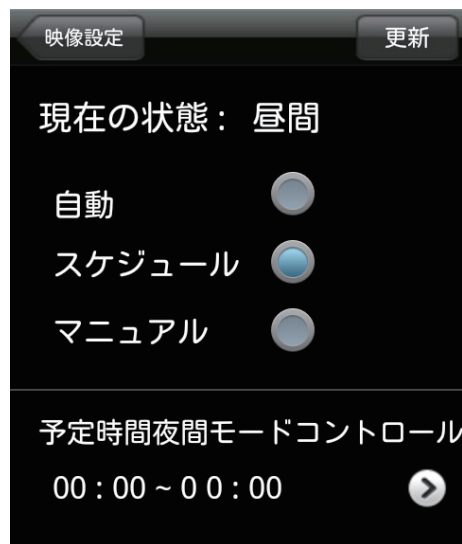 映像設定
更新
現在の状態： 昼間
自動
スケジュール
マニュアル
予定時間夜間モードコントロール
00 : 00 ~ 0 0 : 00